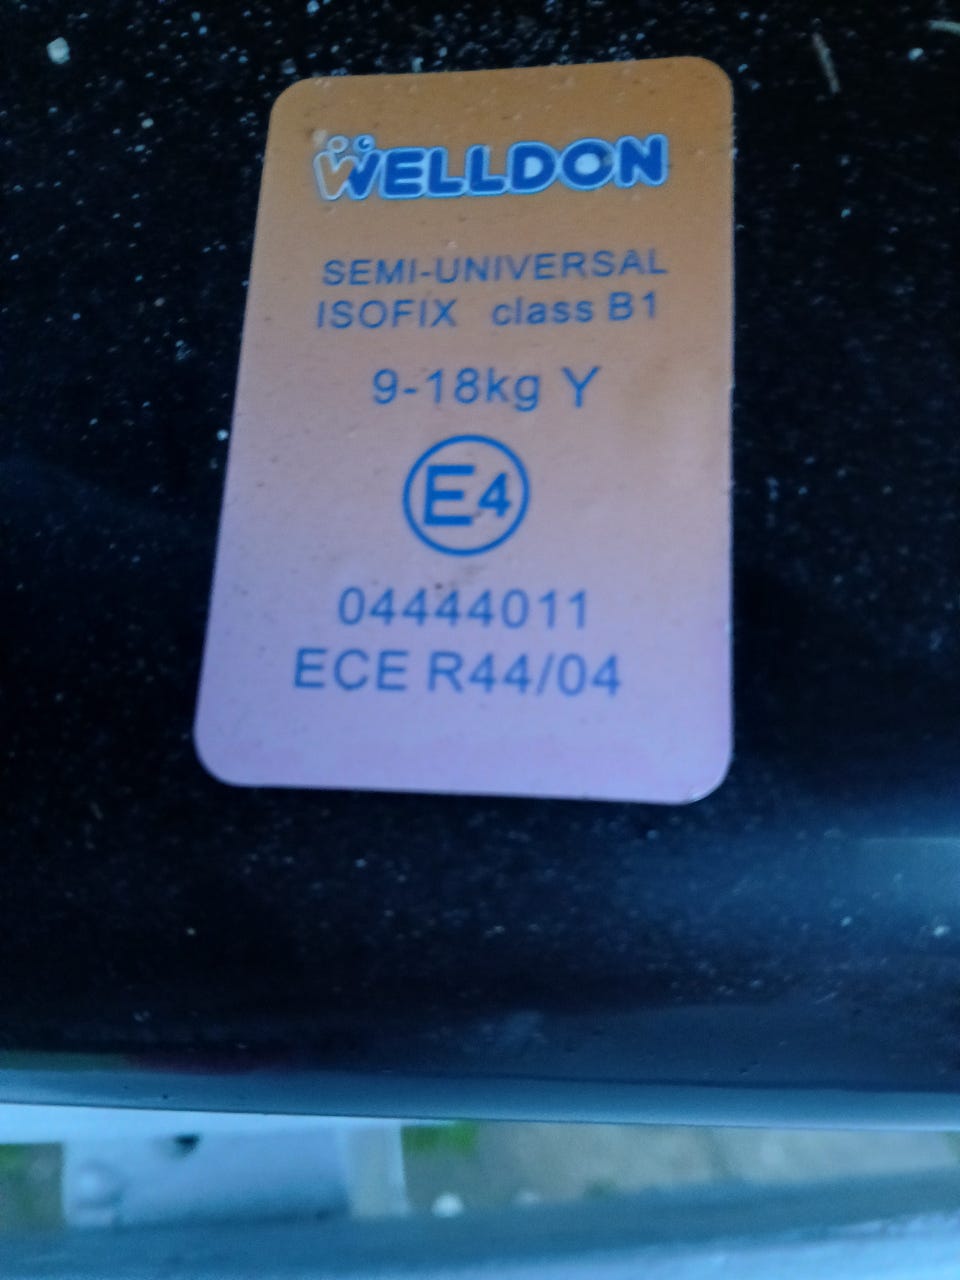 WELLDON
SEMI-UNIVERSAL
ISOFIX class B1
9-18kg Y
E4
04444011
ECE R44/04